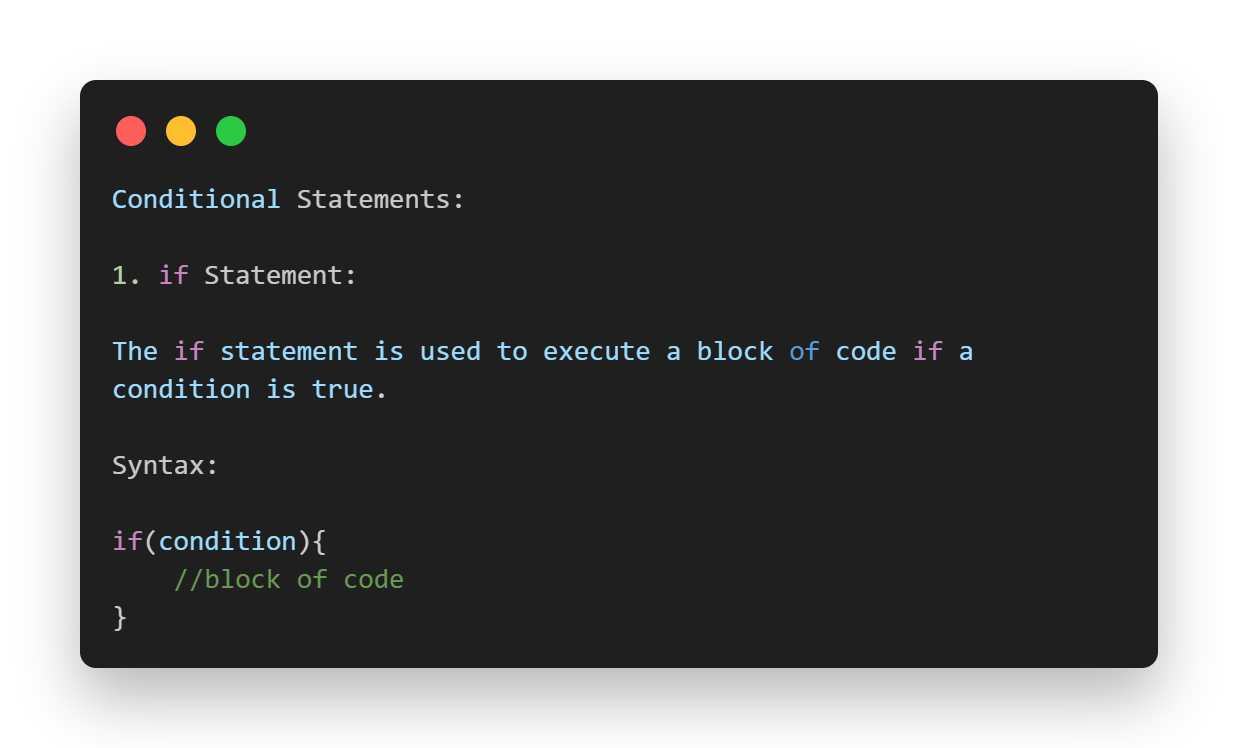 Conditional Statements:
1. if Statement:
The if statement is used to execute a block of code if a
condition is true.
Syntax:
if(condition){
    //block of code
}